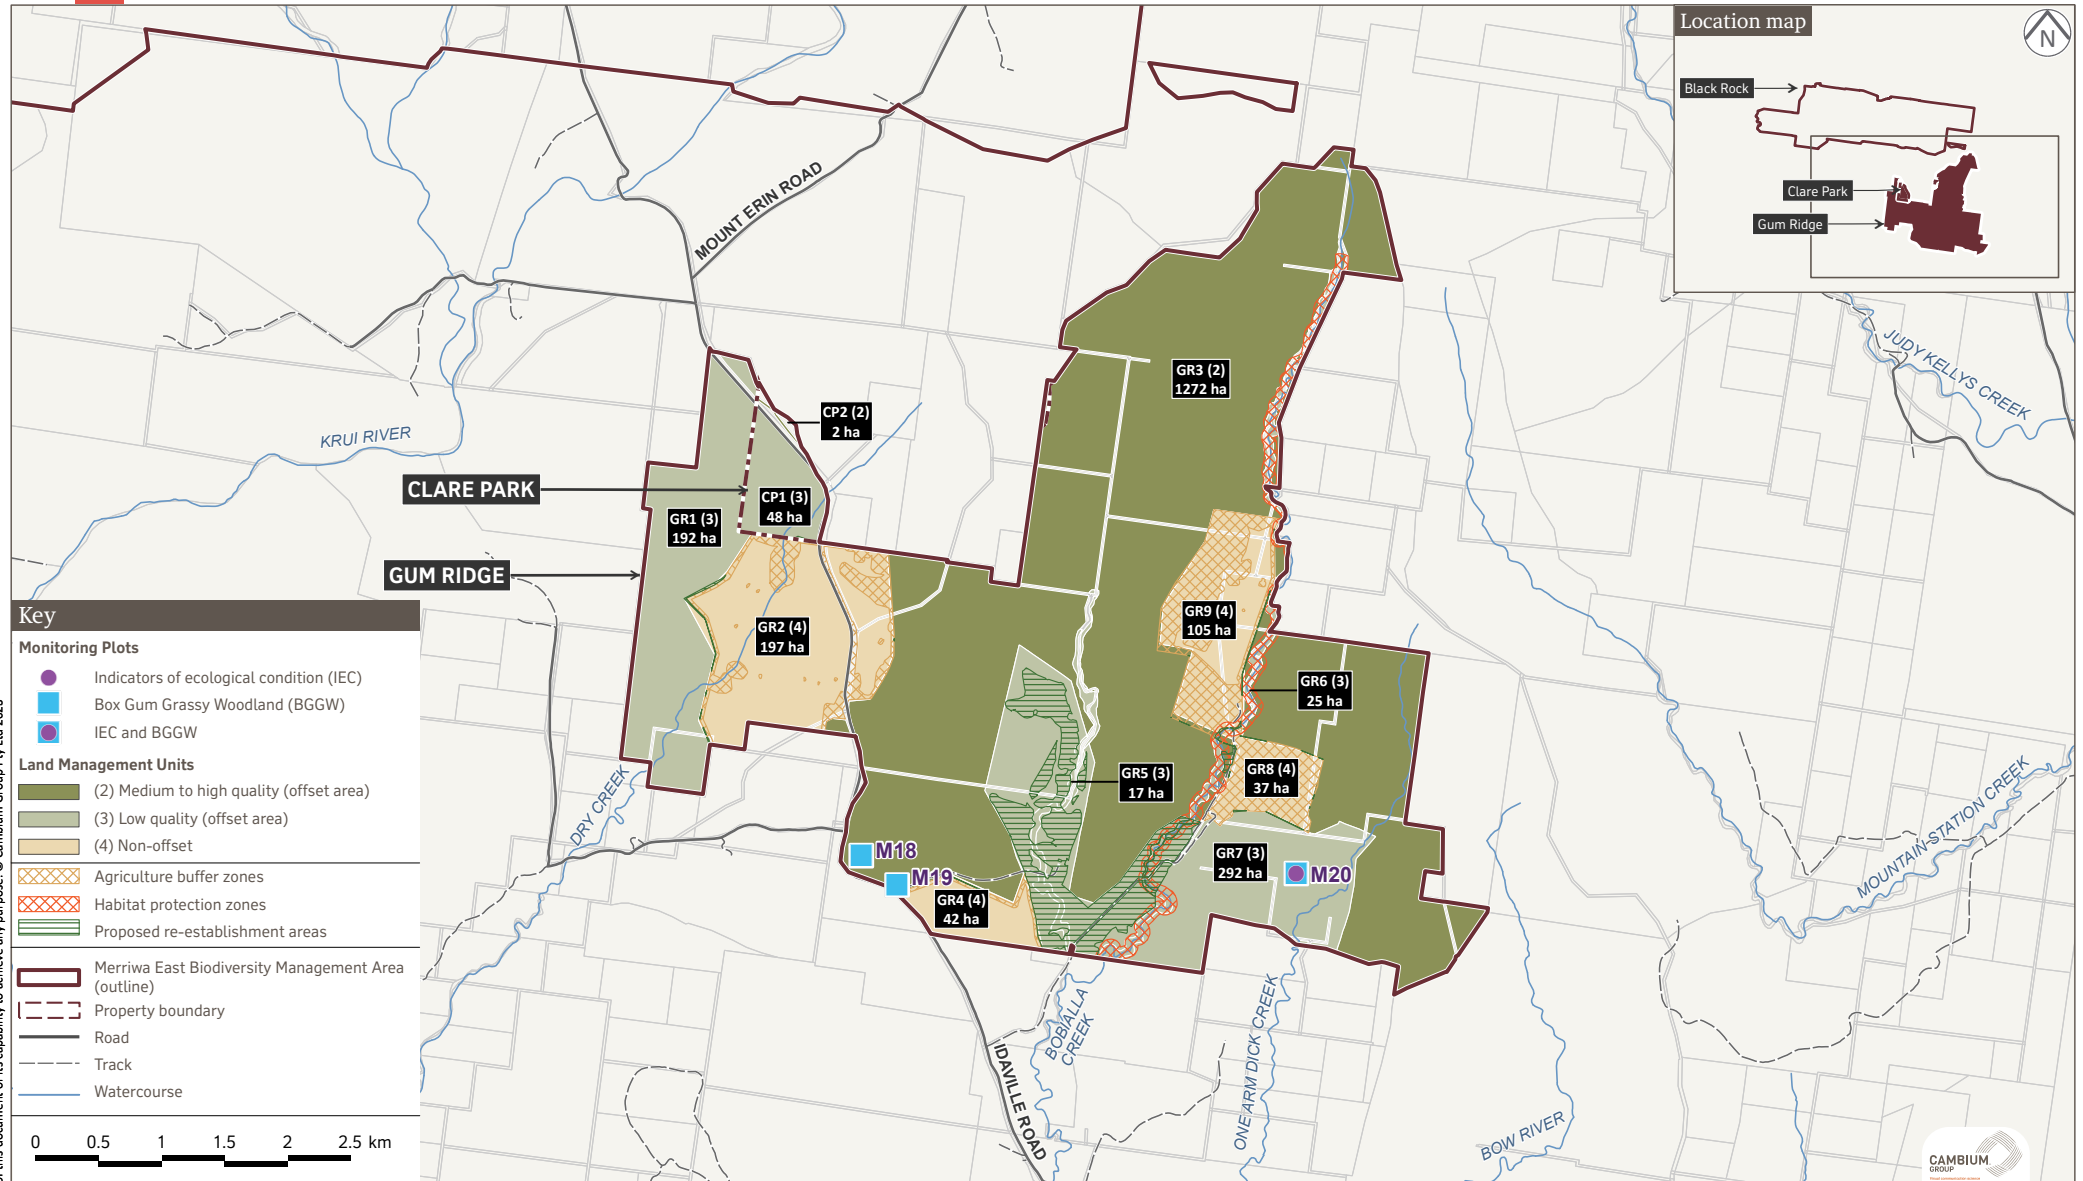 Location map
N
Black Rock
Clare Park
Gum Ridge
MOUNT ERIN ROAD
JUDY KELLYS CREEK
KRUI RIVER
CLARE PARK
GUM RIDGE
GR3 (2)
1272 ha
CP2 (2)
2 ha
CP1 (3)
48 ha
GR1 (3)
192 ha
GR2 (4)
197 ha
GR9 (4)
105 ha
GR6 (3)
25 ha
GR5 (3)
17 ha
GR8 (4)
37 ha
GR7 (3)
292 ha
GR4 (4)
42 ha
M18
M19
M20
DRY CREEK
MOUNTAIN STATION CREEK
BOBIALLA
CREEK
ONE ARM DICK CREEK
IDAVILLE ROAD
BOW RIVER
Key
Monitoring Plots
Indicators of ecological condition (IEC)
Box Gum Grassy Woodland (BGGW)
IEC and BGGW
Land Management Units
(2) Medium to high quality (offset area)
(3) Low quality (offset area)
(4) Non-offset
Agriculture buffer zones
Habitat protection zones
Proposed re-establishment areas
Merriwa East Biodiversity Management Area
(outline)
Property boundary
Road
Track
Watercourse
0 0.5 1 1.5 2 2.5 km
CAMBIUM
GROUP